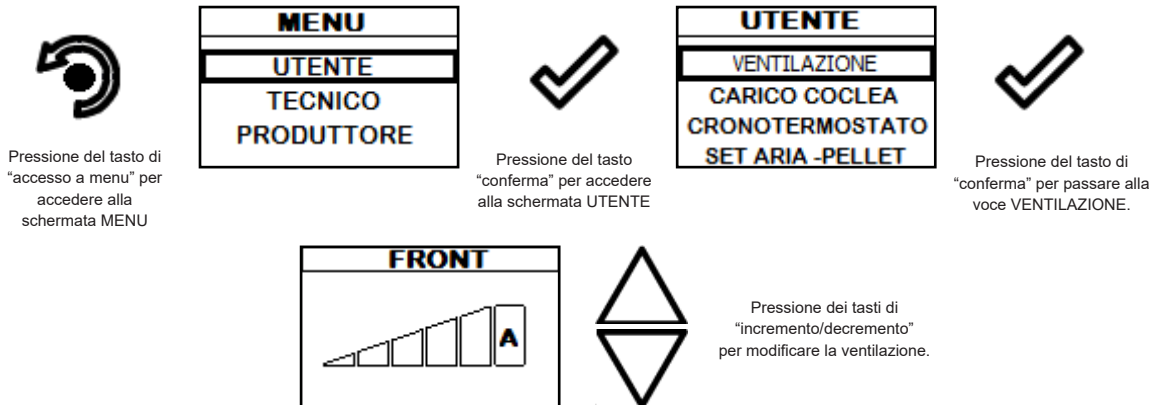 MENU
UTENTE
TECNICO
PRODUTTORE
UTENTE
VENTILAZIONE
CARICO COCLEA
CRONOTERMOSTATO
SET ARIA -PELLET
Pressione del tasto di
“accesso a menu” per
accedere alla
schermata MENU
Pressione del tasto
“conferma” per accedere
alla schermata UTENTE
Pressione del tasto di
“conferma” per passare alla
voce VENTILAZIONE.
FRONT
A
Pressione dei tasti di
“incremento/decremento”
per modificare la ventilazione.